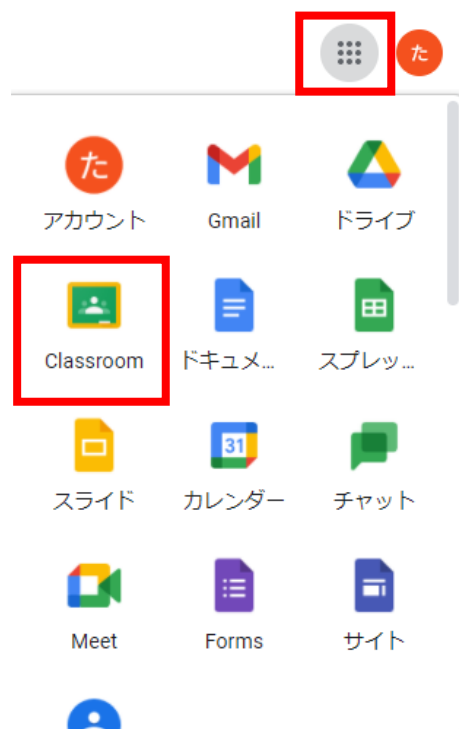 た
た
アカウント Gmail ドライブ
Classroom ドキュメ... スプレッ...
31
スライド カレンダー チャット
Meet Forms サイト